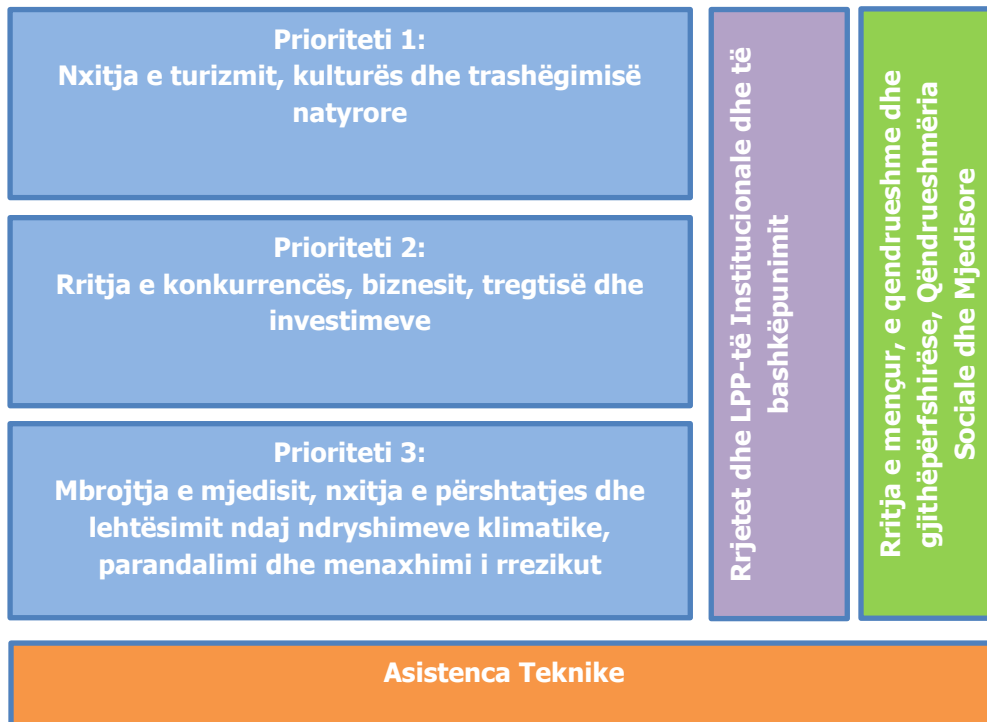 Prioriteti 1:
Nxitja e turizmit, kulturës dhe trashëgimisë
natyrore
Prioriteti 2:
Rritja e konkurrencës, biznesit, tregtisë dhe
investimeve
Prioriteti 3:
Mbrojtja e mjedisit, nxitja e përshtatjes dhe
lehtësimit ndaj ndryshimeve klimatike,
parandalimi dhe menaxhimi i rrezikut
Rrjetet dhe LPP-të Institucionale dhe të
bashkëpunimit
Rritja e mençur, e qendrueshme dhe
gjithëpërfshirëse, Qëndrueshmëria
Sociale dhe Mjedisore
Asistenca Teknike